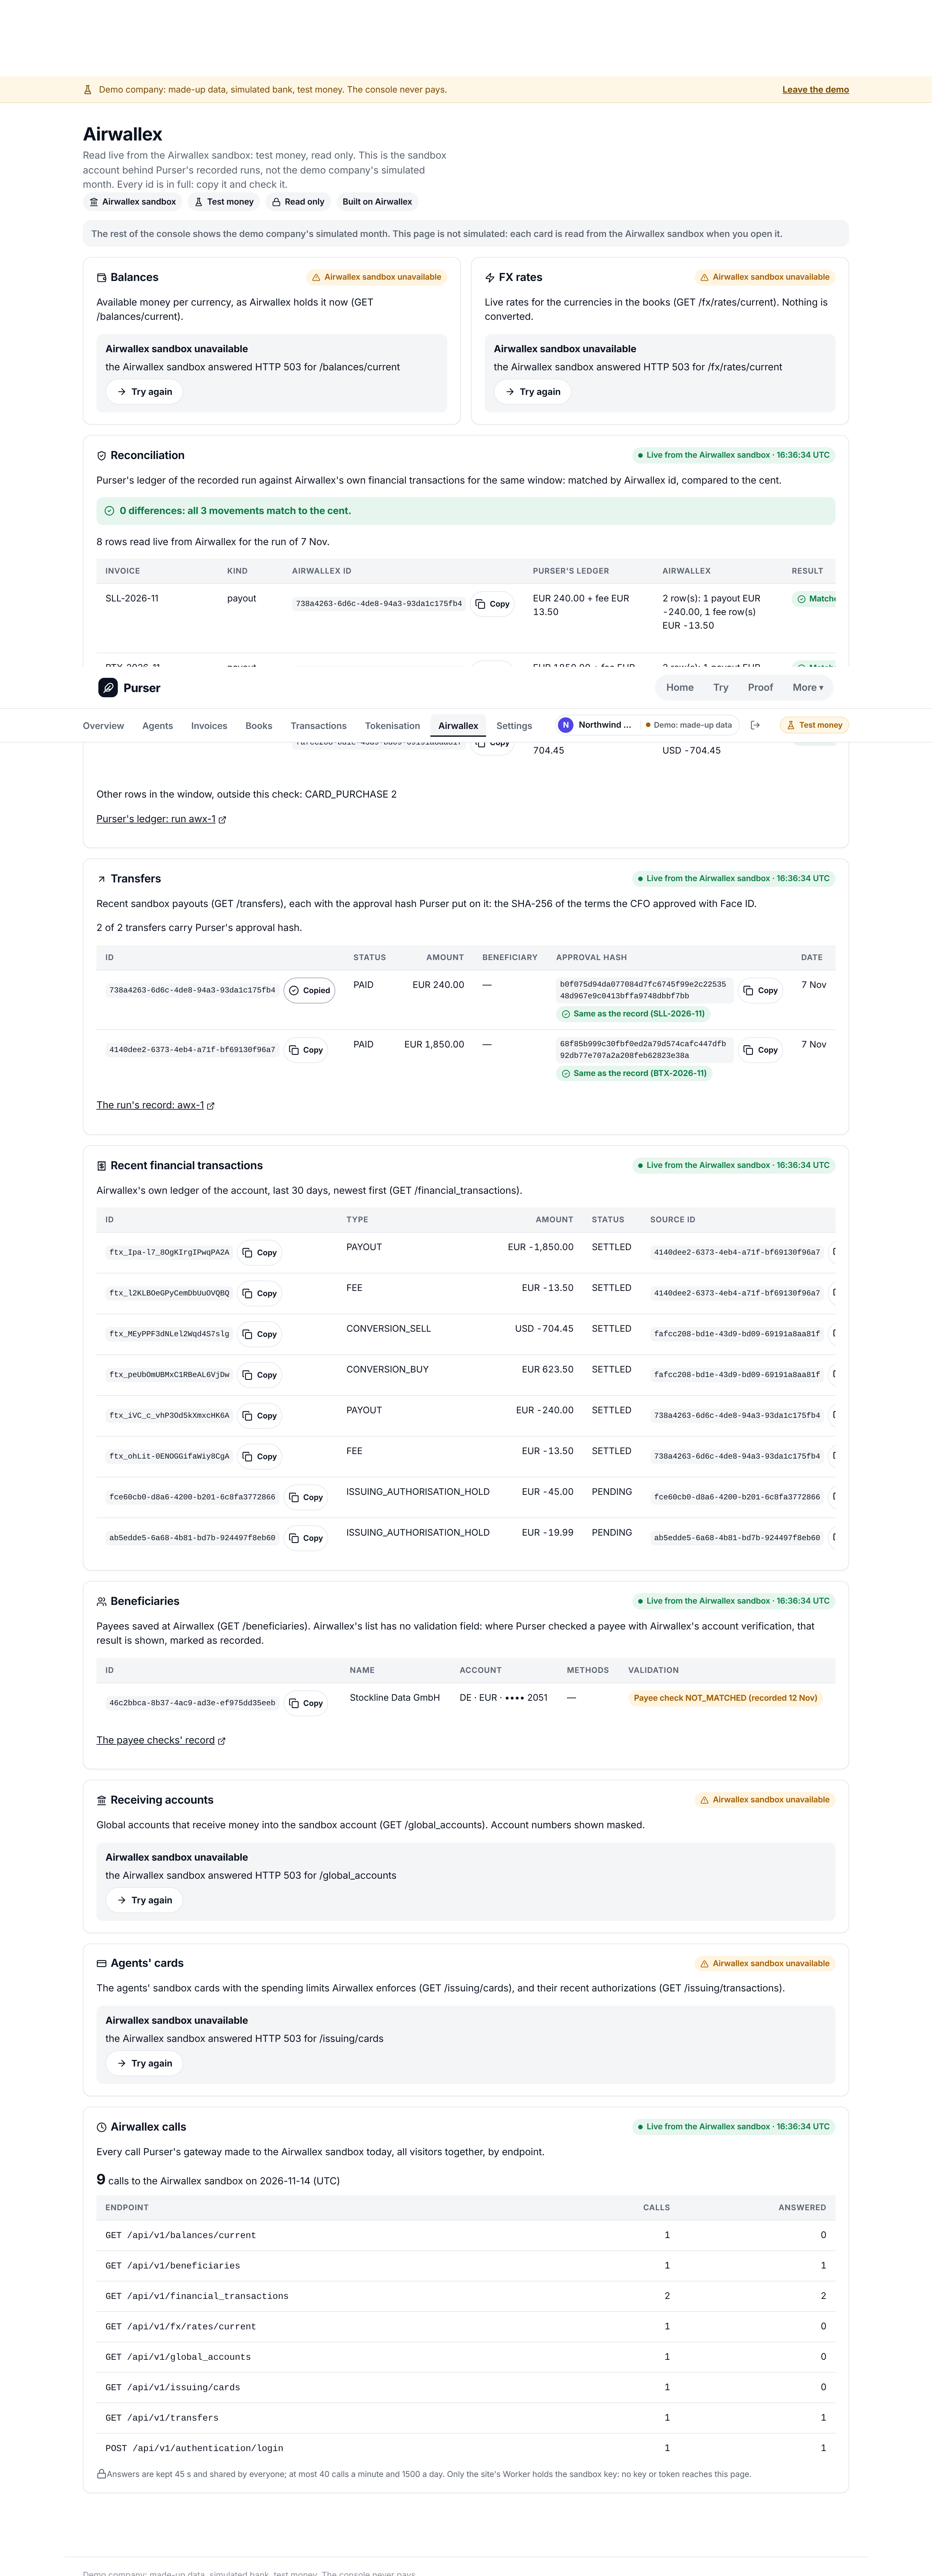 Demo company: made-up data, simulated bank, test money. The console never pays.
Leave the demo
Airwallex
Read live from the Airwallex sandbox: test money, read only. This is the sandbox
account behind Purser's recorded runs, not the demo company's simulated
month. Every id is in full: copy it and check it.
Airwallex sandbox
Test money
Read only
Built on Airwallex
The rest of the console shows the demo company's simulated month. This page is not simulated: each card is read from the Airwallex sandbox when you open it.
Balances
Airwallex sandbox unavailable
Available money per currency, as Airwallex holds it now (GET
/balances/current).
Airwallex sandbox unavailable
the Airwallex sandbox answered HTTP 503 for /balances/current
Try again
FX rates
Airwallex sandbox unavailable
Live rates for the currencies in the books (GET /fx/rates/current). Nothing is
converted.
Airwallex sandbox unavailable
the Airwallex sandbox answered HTTP 503 for /fx/rates/current
Try again
Reconciliation
Live from the Airwallex sandbox · 16:36:34 UTC
Purser's ledger of the recorded run against Airwallex's own financial transactions for the same window: matched by Airwallex id, compared to the cent.
0 differences: all 3 movements match to the cent.
8 rows read live from Airwallex for the run of 7 Nov.
INVOICE KIND AIRWALLEX ID PURSER'S LEDGER AIRWALLEX RESULT
SLL-2026-11 payout 738a4263-6d6c-4de8-94a3-93da1c175fb4 Copy EUR 240.00 + fee EUR 2 row(s): 1 payout EUR
13.50 -240.00, 1 fee row(s)
EUR -13.50
Purser
Home Try Proof More ▾
Overview Agents Invoices Books Transactions Tokenisation Airwallex Settings N Northwind ... Demo: made-up data Test money
704.45 USD -704.45
Other rows in the window, outside this check: CARD_PURCHASE 2
Purser's ledger: run awx-1
Transfers
Live from the Airwallex sandbox · 16:36:34 UTC
Recent sandbox payouts (GET /transfers), each with the approval hash Purser put on it: the SHA-256 of the terms the CFO approved with Face ID.
2 of 2 transfers carry Purser's approval hash.
ID STATUS AMOUNT BENEFICIARY APPROVAL HASH DATE
738a4263-6d6c-4de8-94a3-93da1c175fb4 Copied PAID EUR 240.00 — b0f075d94da077084d7fc6745f99e2c22535 Copy 7 Nov
48d967e9c0413bffa9748dbbf7bb
Same as the record (SLL-2026-11)
4140dee2-6373-4eb4-a71f-bf69130f96a7 Copy PAID EUR 1,850.00 — 68f85b999c30fbf0ed2a79d574cafc447dfb Copy 7 Nov
92db77e707a2a208feb62823e38a
Same as the record (BTX-2026-11)
The run's record: awx-1
Recent financial transactions
Live from the Airwallex sandbox · 16:36:34 UTC
Airwallex's own ledger of the account, last 30 days, newest first (GET /financial_transactions).
ID TYPE AMOUNT STATUS SOURCE ID
ftx_Ipa-l7_8OgKIrgIPwqPA2A Copy PAYOUT EUR -1,850.00 SETTLED 4140dee2-6373-4eb4-a71f-bf69130f96a7
ftx_l2KLBOeGPyCemDbUuOVQBQ Copy FEE EUR -13.50 SETTLED 4140dee2-6373-4eb4-a71f-bf69130f96a7
ftx_MEyPPF3dNLel2Wqd4S7slg Copy CONVERSION_SELL USD -704.45 SETTLED fafcc208-bd1e-43d9-bd09-69191a8aa81f
ftx_peUbOmUBMxC1RBeAL6VjDw Copy CONVERSION_BUY EUR 623.50 SETTLED fafcc208-bd1e-43d9-bd09-69191a8aa81f
ftx_iVC_c_vhP3Od5kXmxcHK6A Copy PAYOUT EUR -240.00 SETTLED 738a4263-6d6c-4de8-94a3-93da1c175fb4
ftx_ohLit-0ENOGGifaWiy8CgA Copy FEE EUR -13.50 SETTLED 738a4263-6d6c-4de8-94a3-93da1c175fb4
fce60cb0-d8a6-4200-b201-6c8fa3772866 Copy ISSUING_AUTHORISATION_HOLD EUR -45.00 PENDING fce60cb0-d8a6-4200-b201-6c8fa3772866
ab5edde5-6a68-4b81-bd7b-924497f8eb60 Copy ISSUING_AUTHORISATION_HOLD EUR -19.99 PENDING ab5edde5-6a68-4b81-bd7b-924497f8eb60
Beneficiaries
Live from the Airwallex sandbox · 16:36:34 UTC
Payees saved at Airwallex (GET /beneficiaries). Airwallex's list has no validation field: where Purser checked a payee with Airwallex's account verification, that
result is shown, marked as recorded.
ID NAME ACCOUNT METHODS VALIDATION
46c2bbca-8b37-4ac9-ad3e-ef975dd35eeb Copy Stockline Data GmbH DE · EUR · •••• 2051 — Payee check NOT_MATCHED (recorded 12 Nov)
The payee checks' record
Receiving accounts
Airwallex sandbox unavailable
Global accounts that receive money into the sandbox account (GET /global_accounts). Account numbers shown masked.
Airwallex sandbox unavailable
the Airwallex sandbox answered HTTP 503 for /global_accounts
Try again
Agents' cards
Airwallex sandbox unavailable
The agents' sandbox cards with the spending limits Airwallex enforces (GET /issuing/cards), and their recent authorizations (GET /issuing/transactions).
Airwallex sandbox unavailable
the Airwallex sandbox answered HTTP 503 for /issuing/cards
Try again
Airwallex calls
Live from the Airwallex sandbox · 16:36:34 UTC
Every call Purser's gateway made to the Airwallex sandbox today, all visitors together, by endpoint.
9 calls to the Airwallex sandbox on 2026-11-14 (UTC)
ENDPOINT CALLS ANSWERED
GET /api/v1/balances/current 1 0
GET /api/v1/beneficiaries 1 1
GET /api/v1/financial_transactions 2 2
GET /api/v1/fx/rates/current 1 0
GET /api/v1/global_accounts 1 0
GET /api/v1/issuing/cards 1 0
GET /api/v1/transfers 1 1
POST /api/v1/authentication/login 1 1
Answers are kept 45 s and shared by everyone; at most 40 calls a minute and 1500 a day. Only the site's Worker holds the sandbox key: no key or token reaches this page.
Demo company: made-up data, simulated bank, test money. The console never pays.